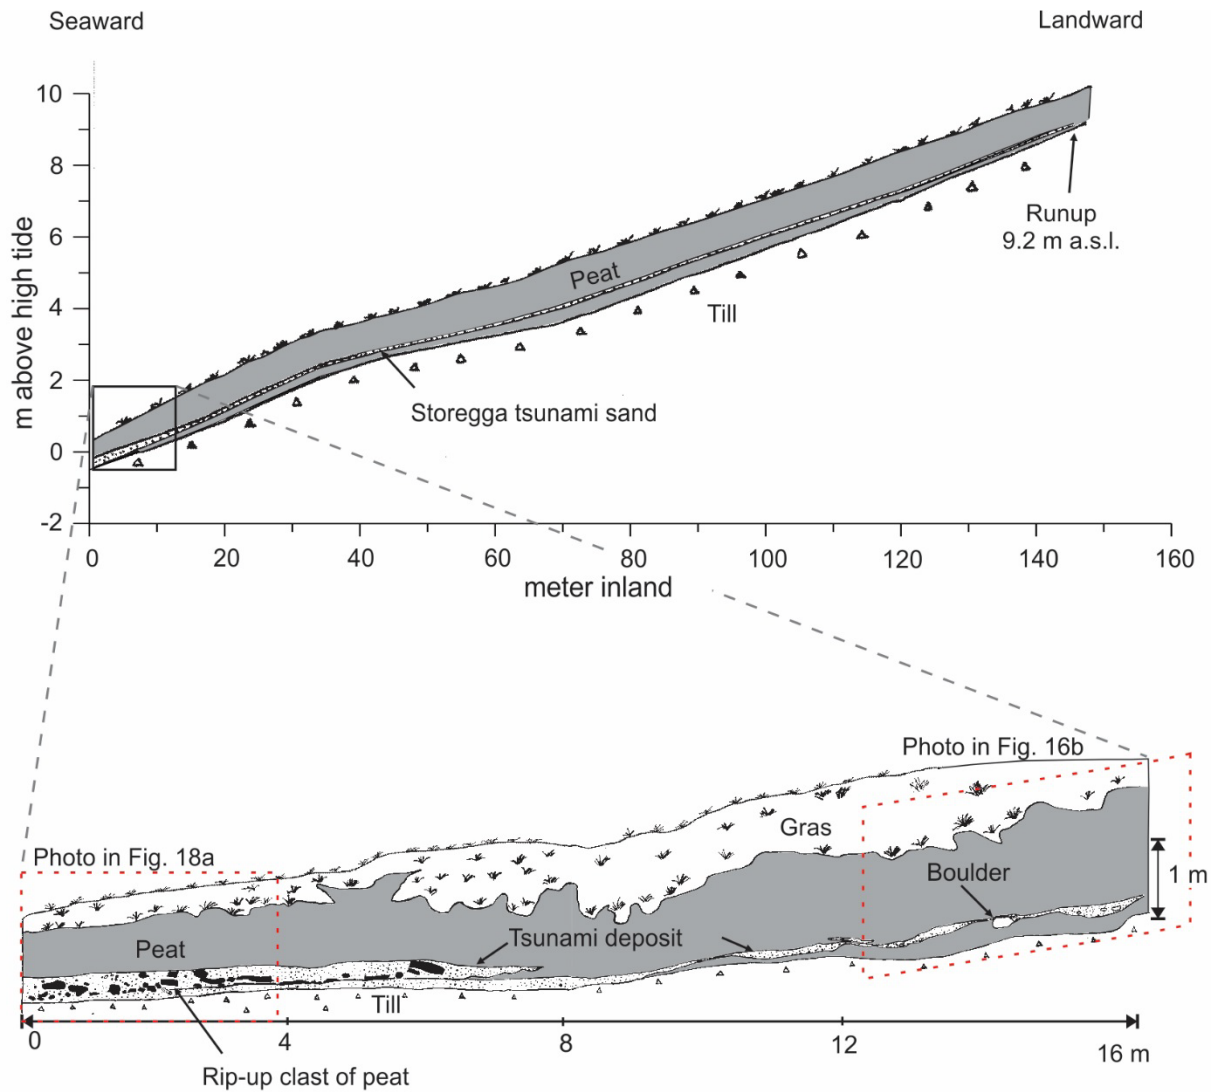 Seaward
Landward
10
8
6
4
2
0
-2
m above high tide
Peat
Till
Runup
9.2 m a.s.l.
Storegga tsunami sand
0 20 40 60 80 100 120 140 160
meter inland
Photo in Fig. 16b
Gras
Photo in Fig. 18a
Boulder
1 m
Peat
Tsunami deposit
Till
0 4 8 12 16 m
Rip-up clast of peat